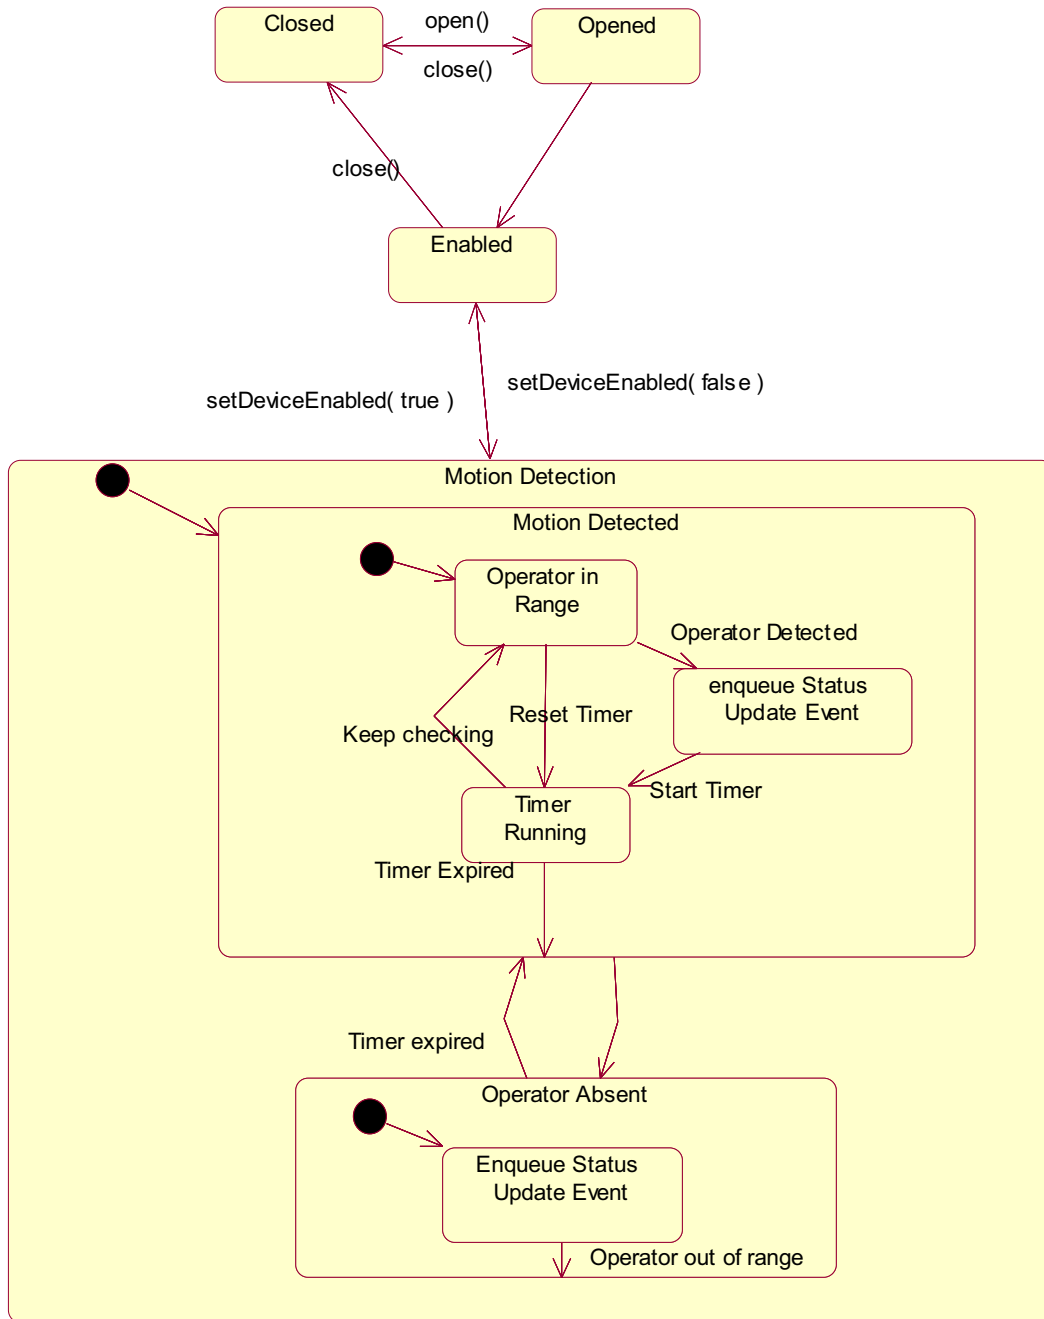 Closed
open()
Opened
close()
close()
Enabled
setDeviceEnabled( false )
setDeviceEnabled( true )
Motion Detection
Motion Detected
Operator in
Range
Operator Detected
enqueue Status
Update Event
Reset Timer
Keep checking
Start Timer
Timer
Running
Timer Expired
Timer expired
Operator Absent
Enqueue Status
Update Event
Operator out of range